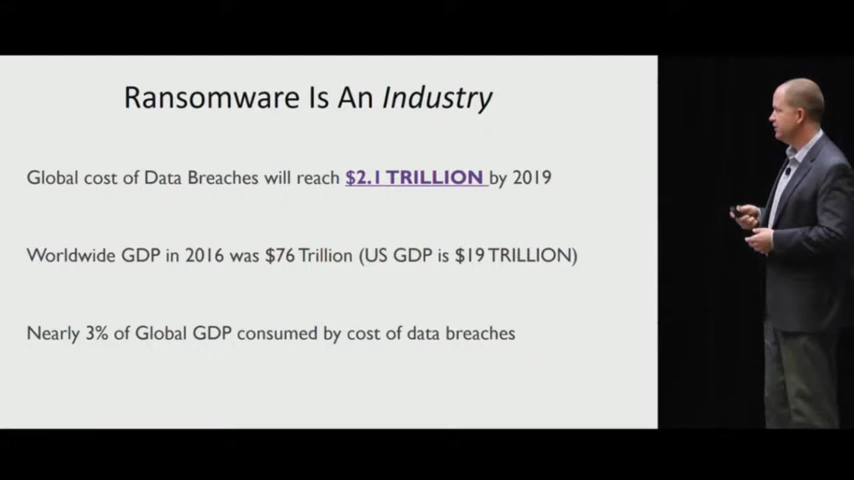 Ransomware Is An Industry
Global cost of Data Breaches will reach $2.1 TRILLION by 2019
Worldwide GDP in 2016 was $76 Trillion (US GDP is $19 TRILLION)
Nearly 3% of Global GDP consumed by cost of data breaches